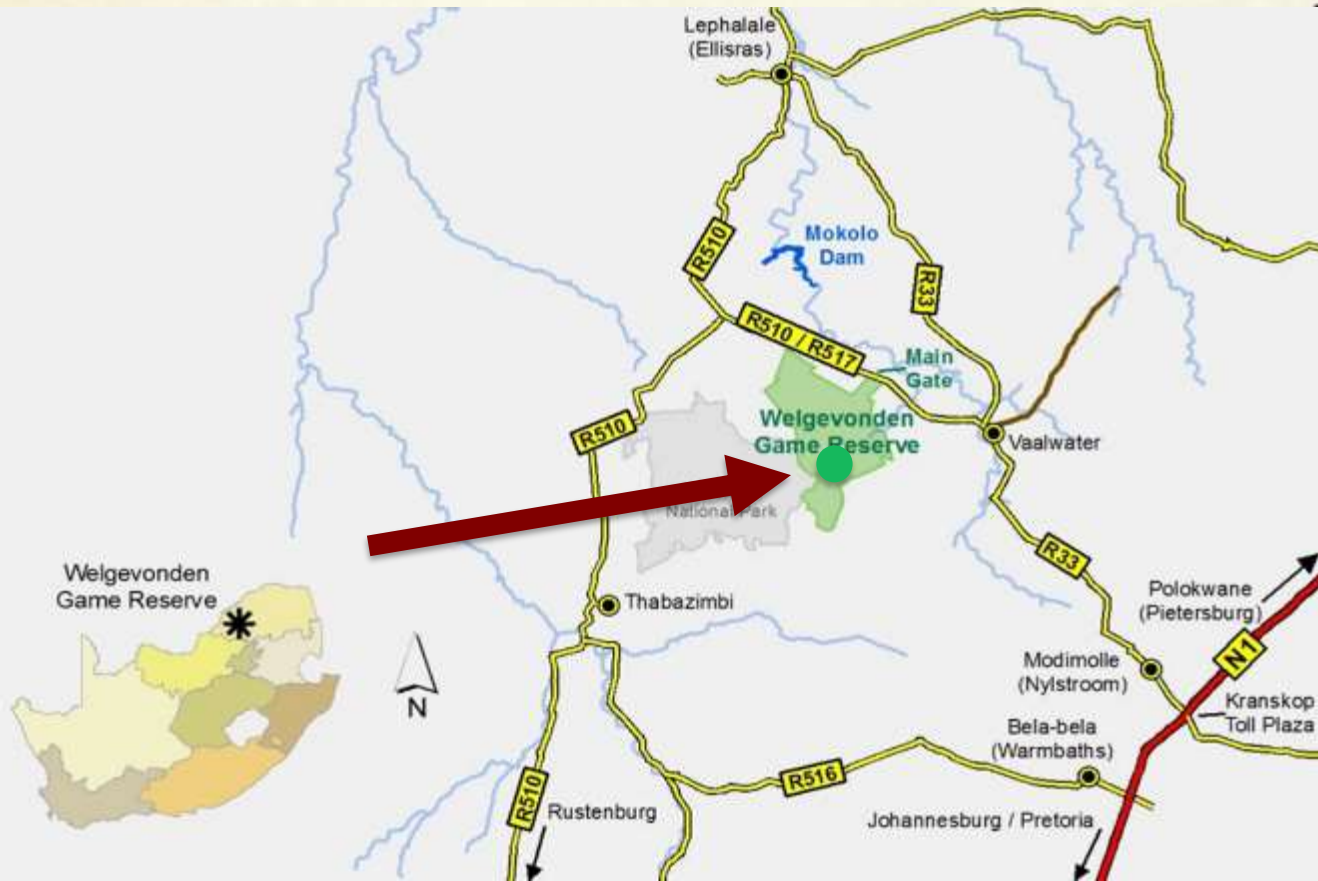 Lephalale
(Ellisras)
Mokolo
Dam
R510
R33
R510 / R517
Main
Gate
R510
Welgevonden
Game Reserve
Vaalwater
National Park
R33
Welgevonden
Game Reserve
Thabazimbi
Polokwane
(Pietersburg)
N
N1
Modimolle
(Nylstroom)
Kranskop
Toll Plaza
Bela-bela
(Warmbaths)
R516
R510
Rustenburg
Johannesburg / Pretoria